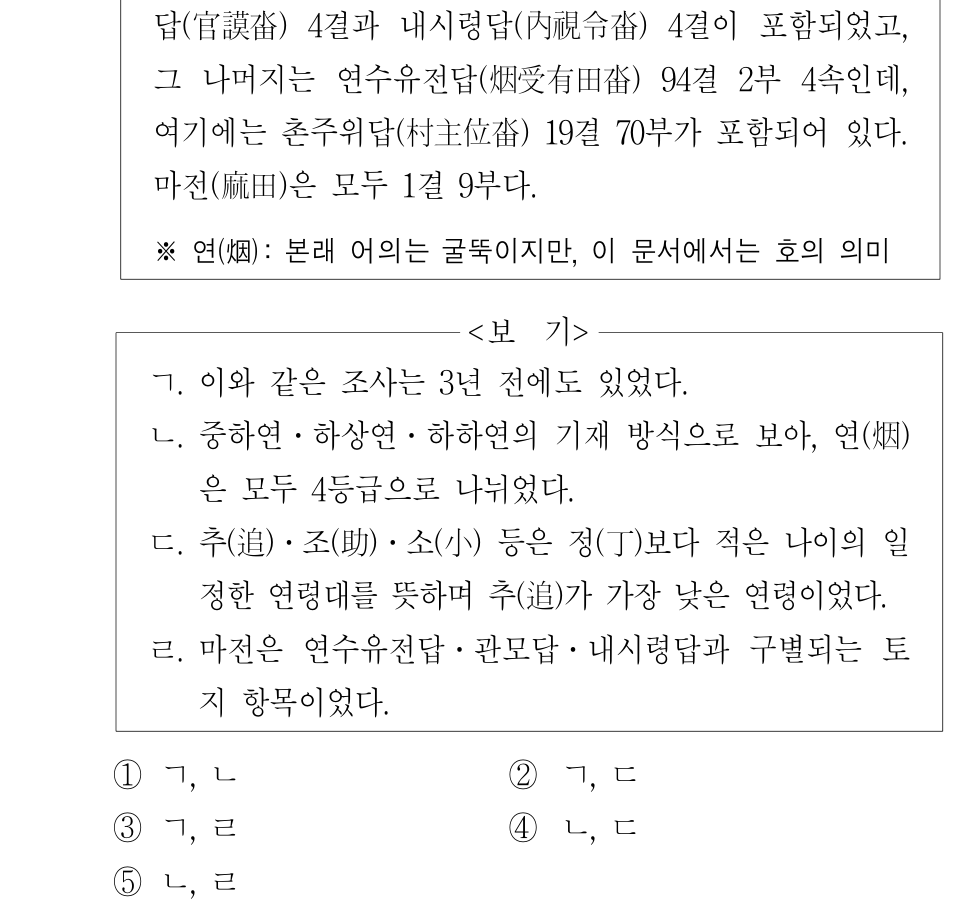 답(官謨畓) 4결과 내시령답(內視令畓) 4결이 포함되었고,
그 나머지는 연수유전답(烟受有田畓) 94결 2부 4속인데,
여기에는 촌주위답(村主位畓) 19결 70부가 포함되어 있다.
마전(麻田)은 모두 1결 9부다.
※ 연(烟): 본래 어의는 굴뚝이지만, 이 문서에서는 호의 의미
<보 기>
ㄱ. 이와 같은 조사는 3년 전에도 있었다.
ㄴ. 중하연·하상연·하하연의 기재 방식으로 보아, 연(烟)
은 모두 4등급으로 나뉘었다.
ㄷ. 추(追)·조(助)·소(小) 등은 정(丁)보다 적은 나이의 일
정한 연령대를 뜻하며 추(追)가 가장 낮은 연령이었다.
ㄹ. 마전은 연수유전답·관모답·내시령답과 구별되는 토
지 항목이었다.
① ㄱ, ㄴ ② ㄱ, ㄷ
③ ㄱ, ㄹ ④ ㄴ, ㄷ
⑤ ㄴ, ㄹ